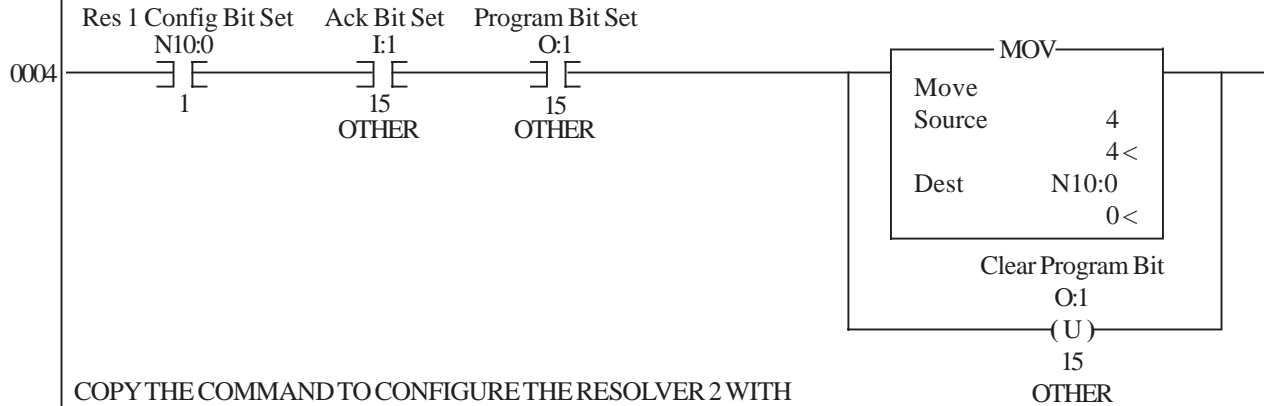 Res 1 Config Bit Set Ack Bit Set Program Bit Set
N10:0 I:1 O:1
0004
1 15 15
OTHER OTHER
MOV
Move
Source 4
4<
Dest N10:0
0<
Clear Program Bit
O:1
( U )
15
OTHER
COPY THE COMMAND TO CONFIGURE THE RESOLVER 2 WITH